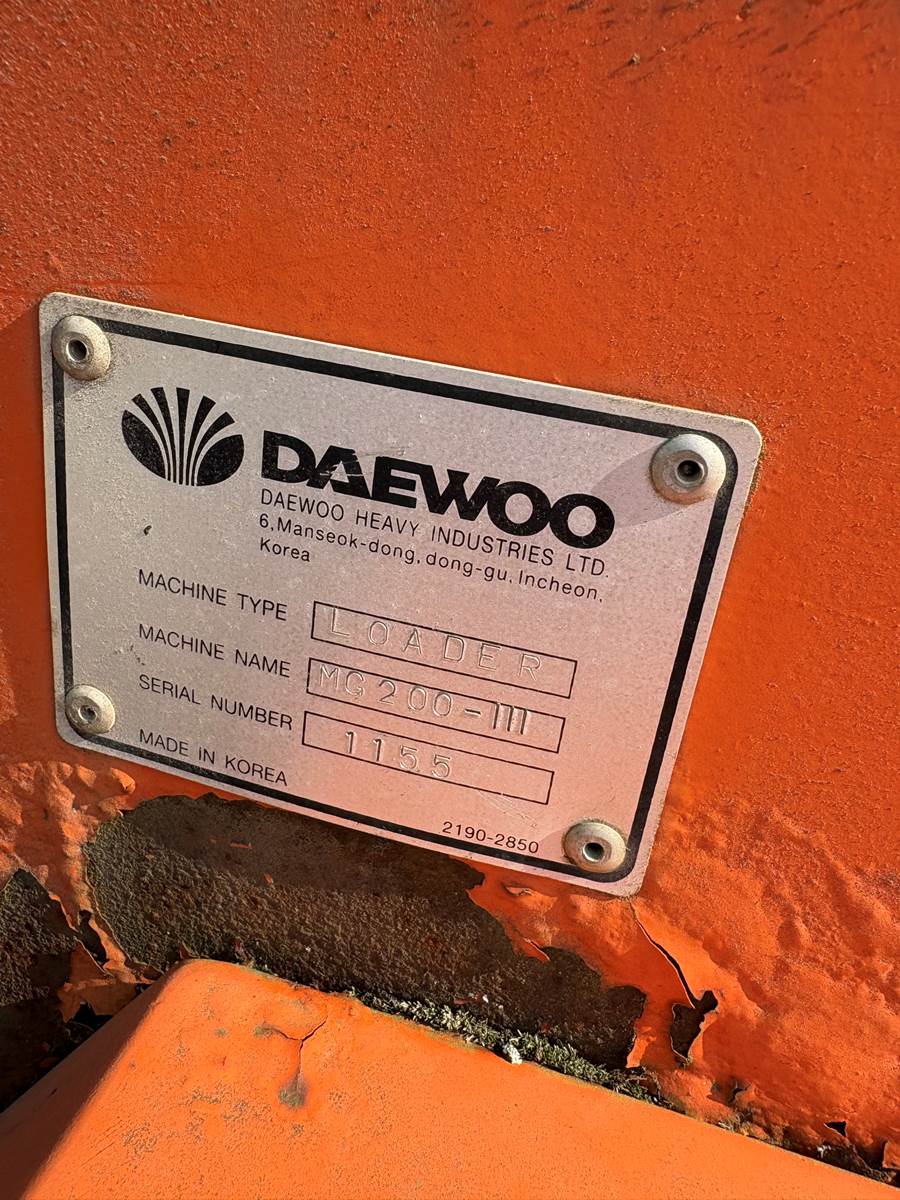 DAEWOO
DAEWOO HEAVY INDUSTRIES LTD.
6, Manseok-dong, dong-gu, Incheon,
Korea
MACHINE TYPE LOADER
MACHINE NAME MG200-III
SERIAL NUMBER 1155
MADE IN KOREA
2190-2850